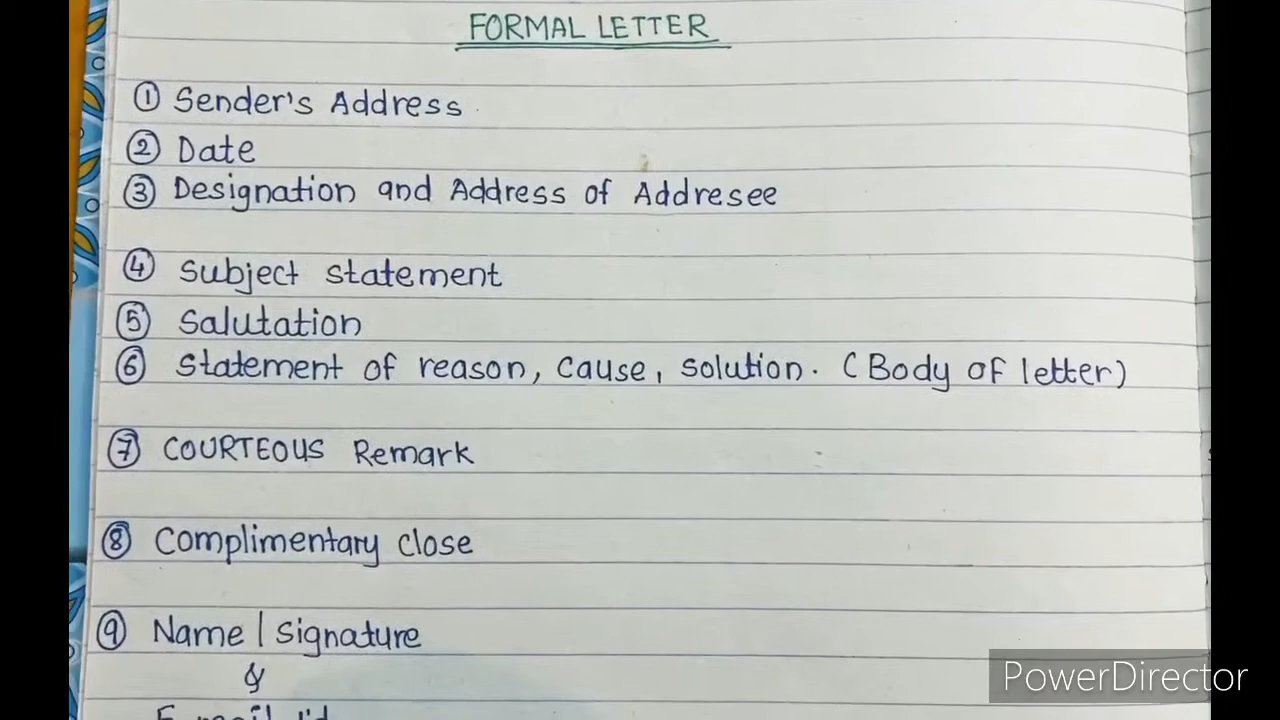 FORMAL LETTER
① Sender's Address
② Date
③ Designation and Address of Addresee
④ Subject statement
⑤ Salutation
⑥ Statement of reason, cause, solution. (Body of letter)
⑦ COURTEOUS Remark
⑧ Complimentary close
⑨ Name / Signature
&
PowerDirector